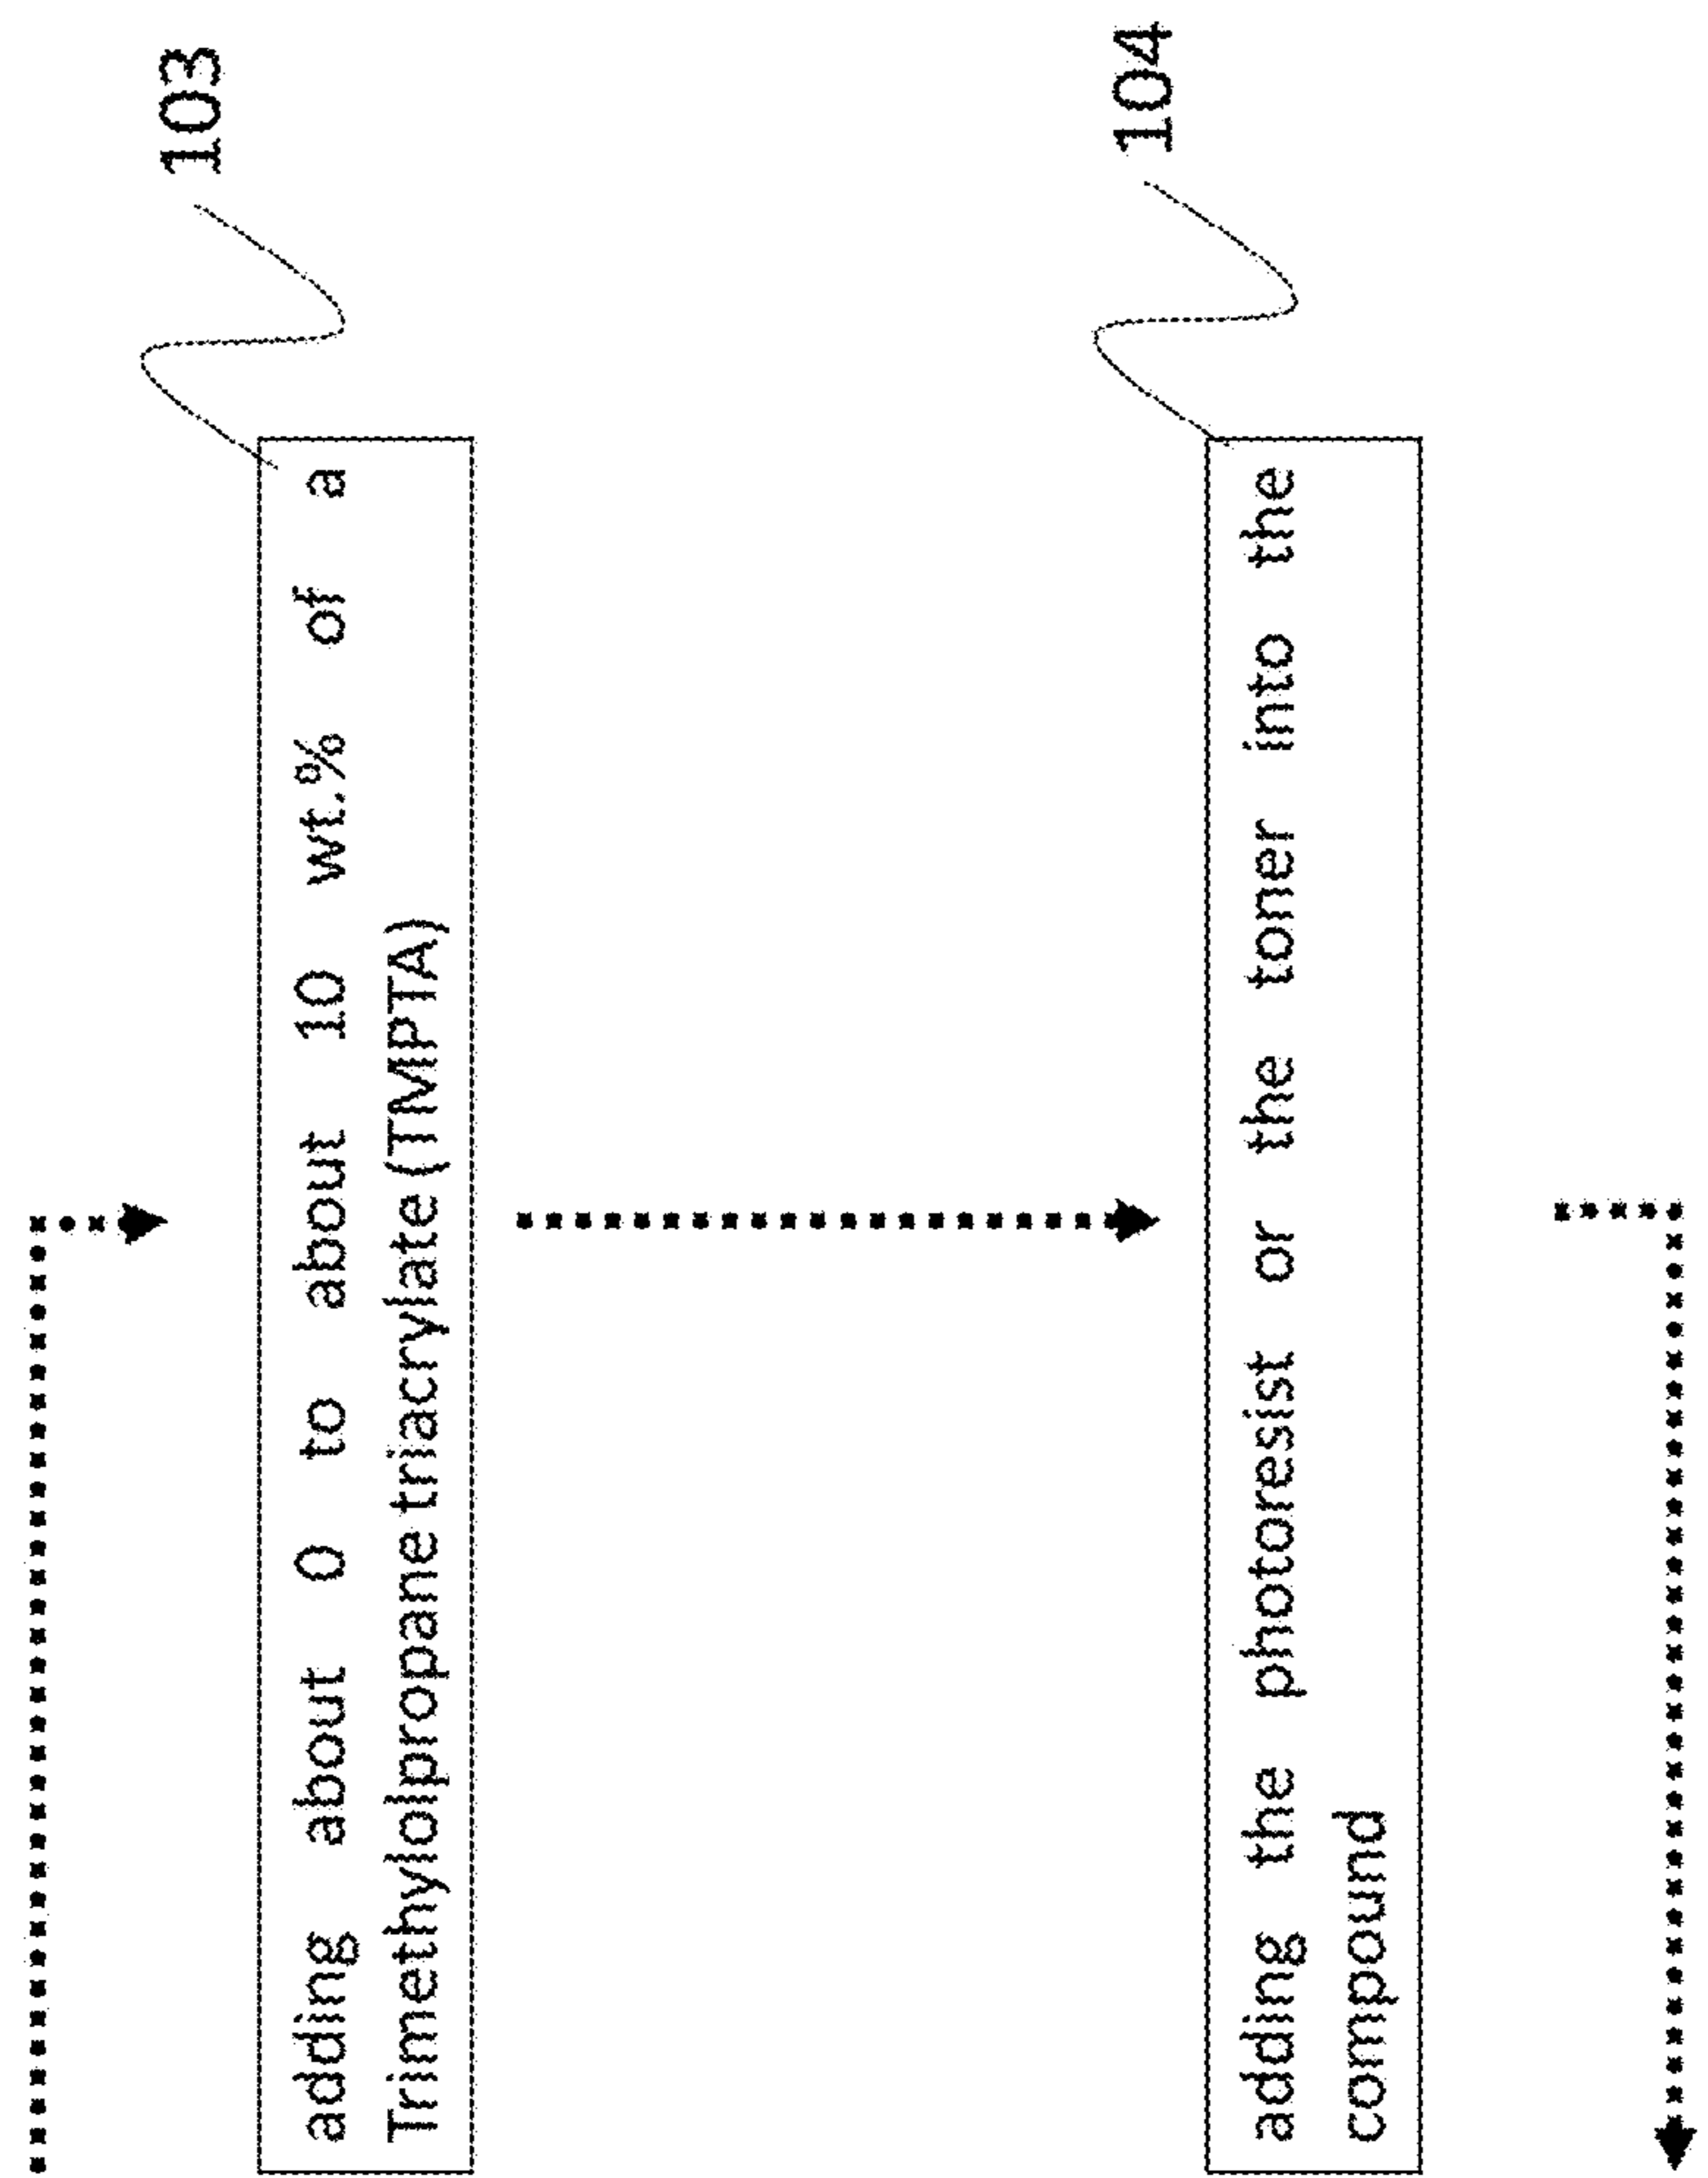 103
adding about 0 to about 10 wt.% of a
Trimethylolpropane triacrylate (TMPTA)
104
adding the photoresist or the toner into the
compound